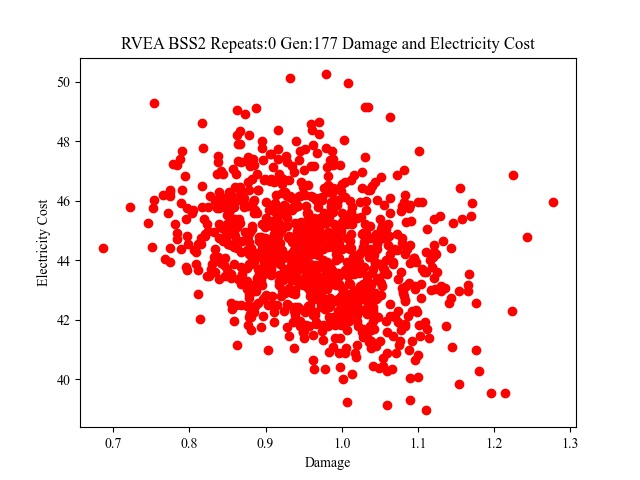 RVEA BSS2 Repeats:0 Gen:177 Damage and Electricity Cost
50
48
46
44
42
40
Electricity Cost
0.7 0.8 0.9 1.0 1.1 1.2 1.3
Damage